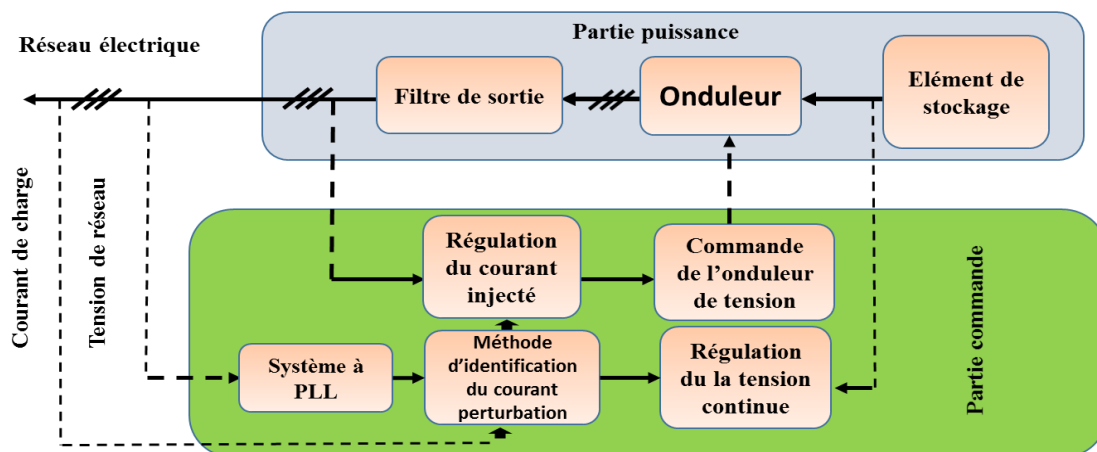 Partie puissance
Réseau électrique
Filtre de sortie
Onduleur
Elément de
stockage
Courant de charge
Tension de réseau
Régulation
du courant
injecté
Commande
de l'onduleur
de tension
Partie commande
Système à
PLL
Méthode
d'identification
du courant
perturbation
Régulation
du la tension
continue